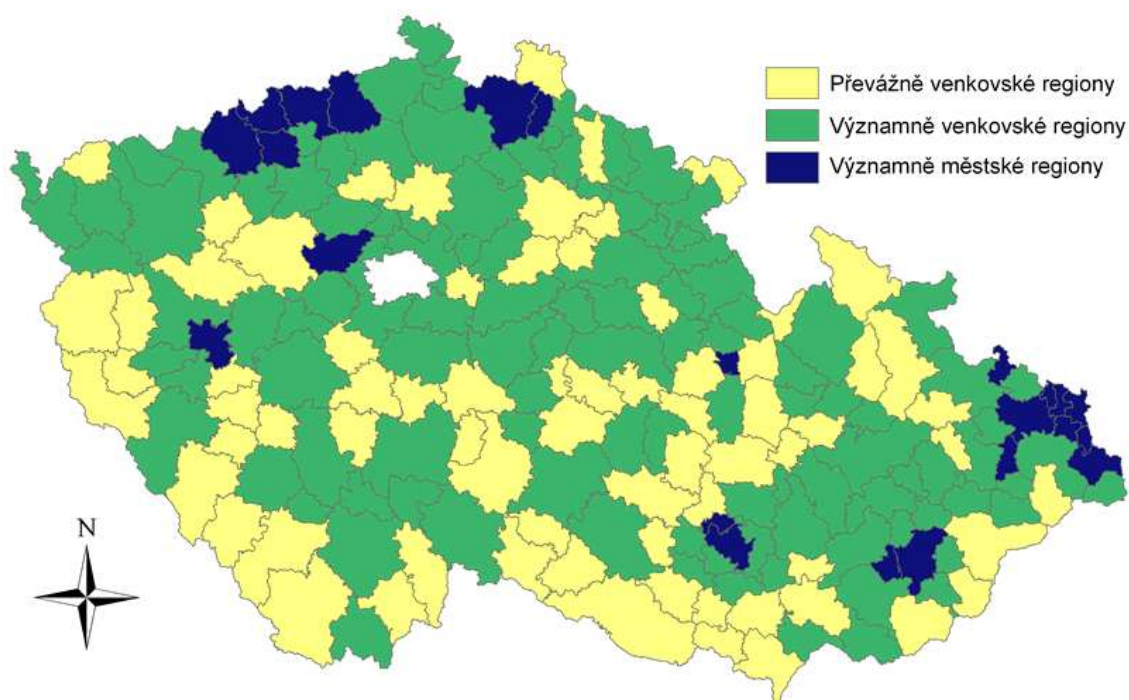 Převážně venkovské regiony
Významně venkovské regiony
Významně městské regiony
N